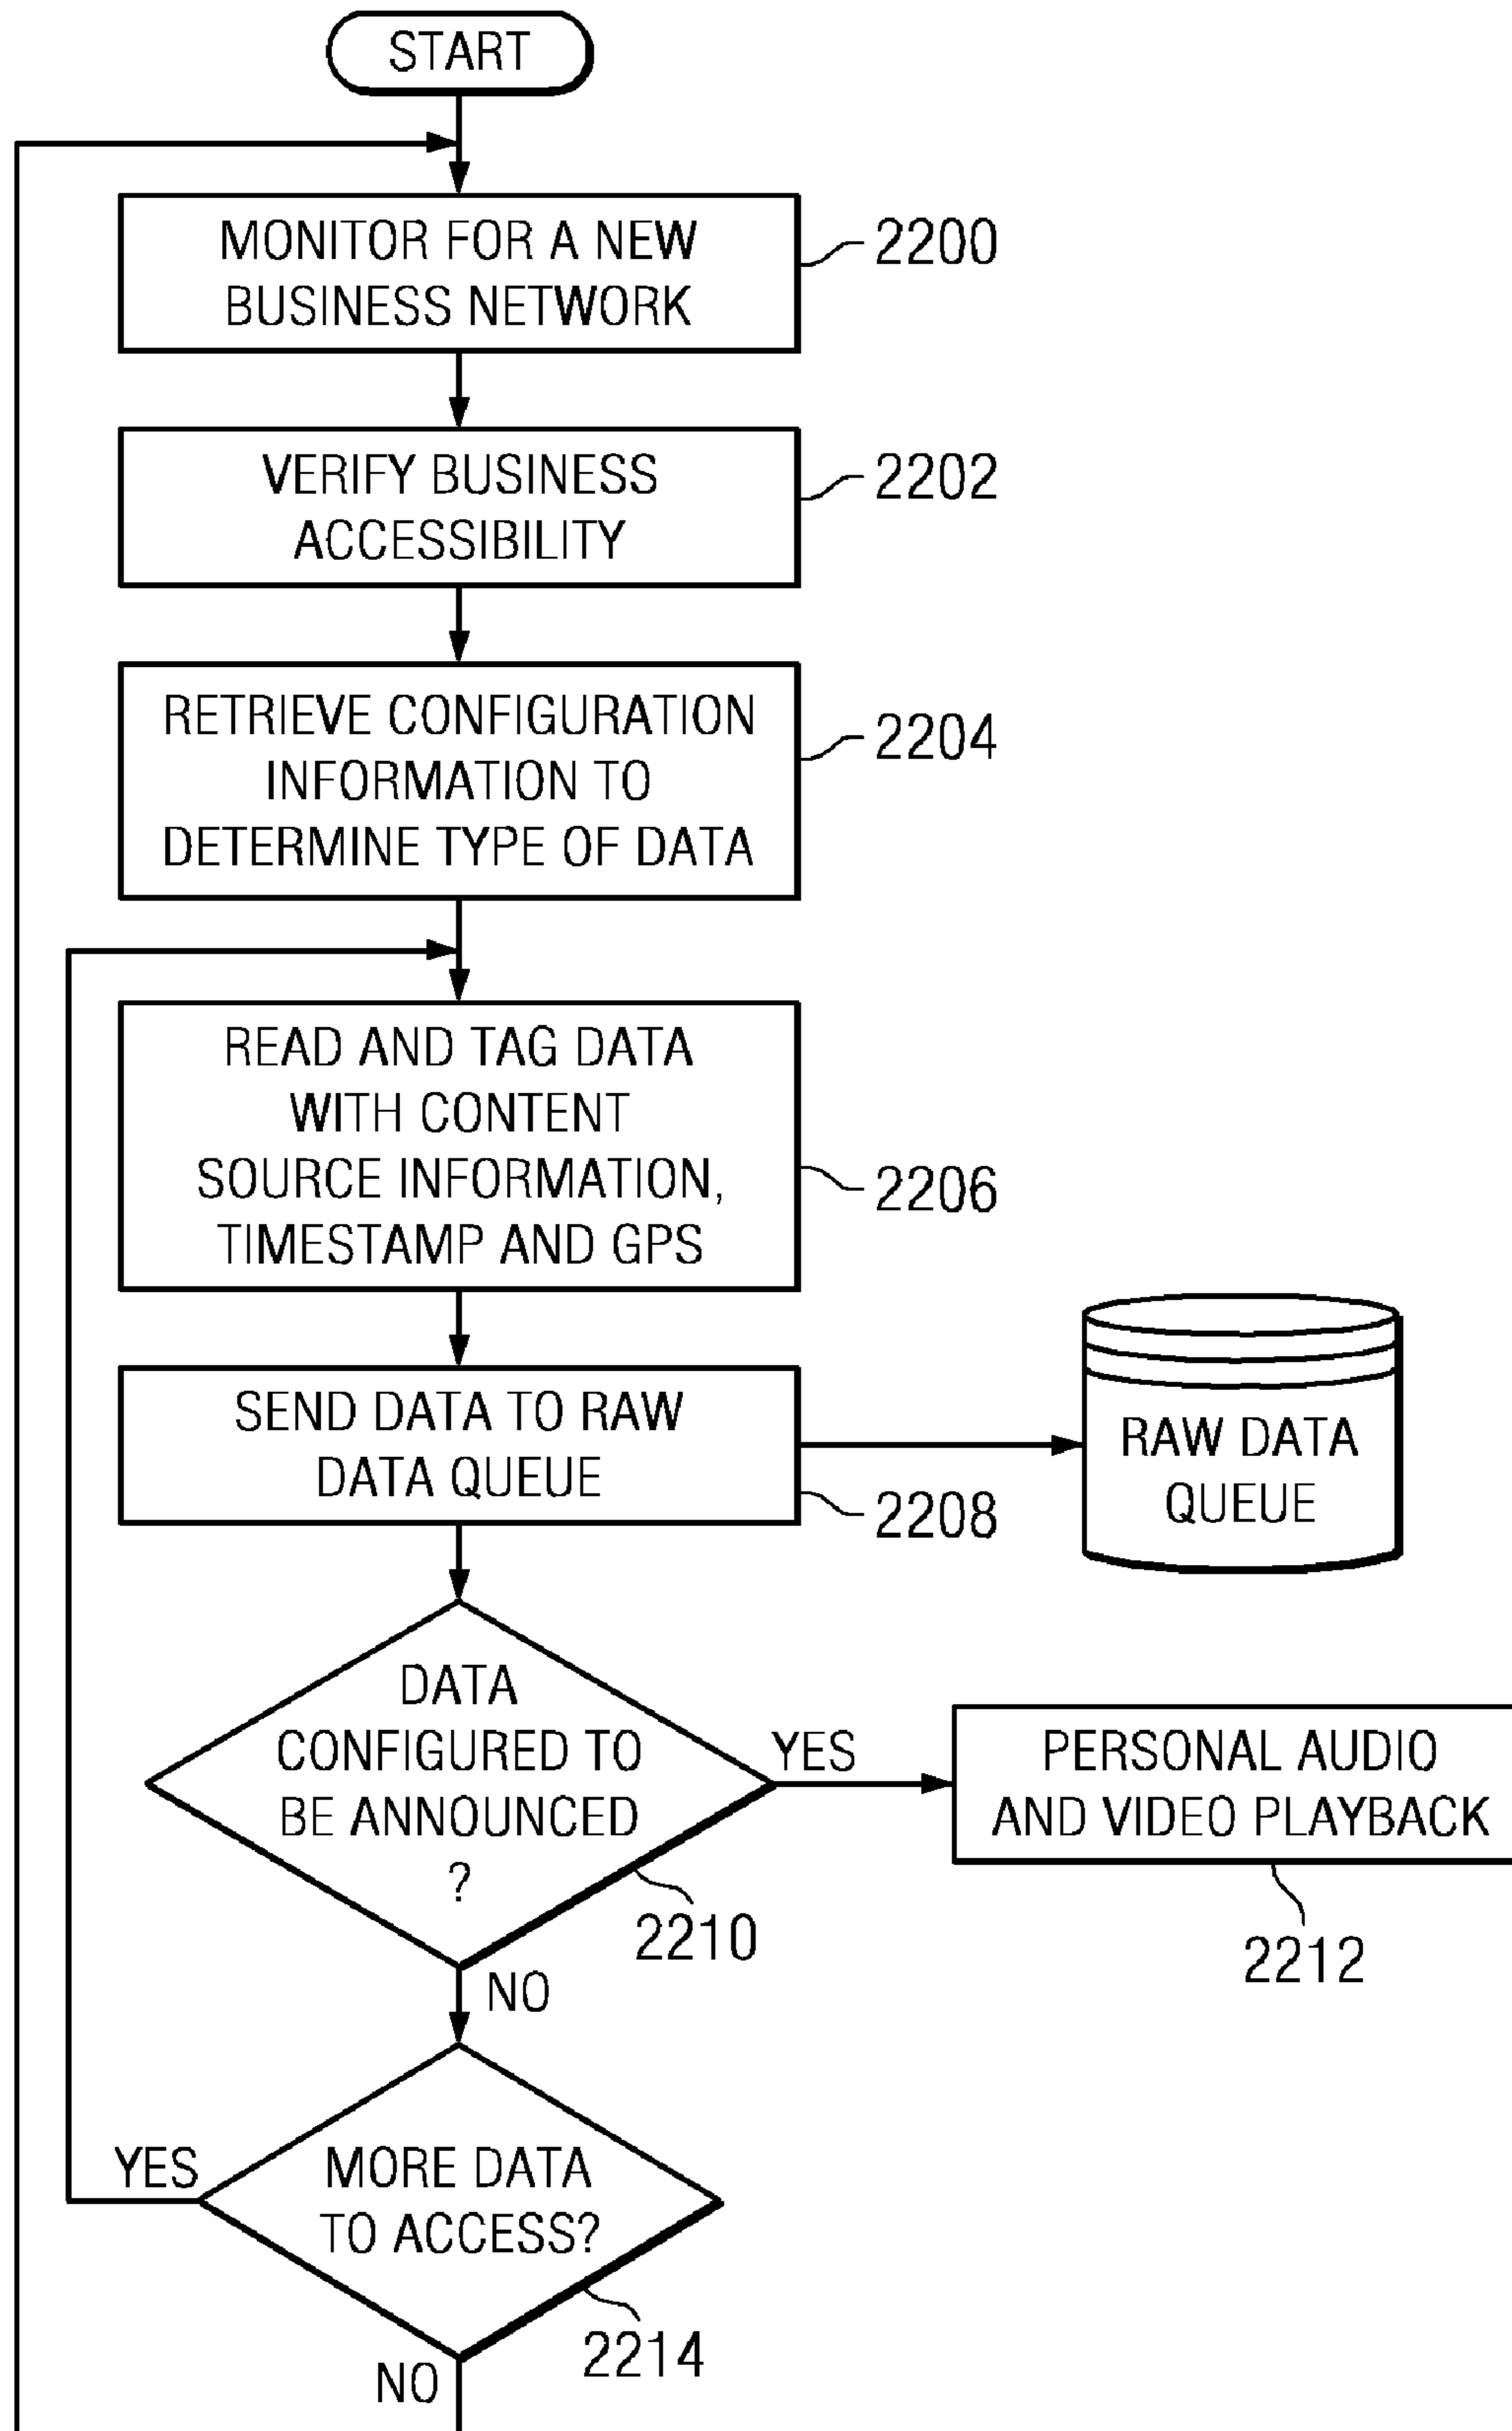 START
MONITOR FOR A NEW
BUSINESS NETWORK
2200
VERIFY BUSINESS
ACCESSIBILITY
2202
RETRIEVE CONFIGURATION
INFORMATION TO
DETERMINE TYPE OF DATA
2204
READ AND TAG DATA
WITH CONTENT
SOURCE INFORMATION,
TIMESTAMP AND GPS
2206
SEND DATA TO RAW
DATA QUEUE
2208
RAW DATA
QUEUE
DATA
CONFIGURED TO
BE ANNOUNCED
?
2210
YES
PERSONAL AUDIO
AND VIDEO PLAYBACK
2212
NO
MORE DATA
TO ACCESS?
2214
YES
NO